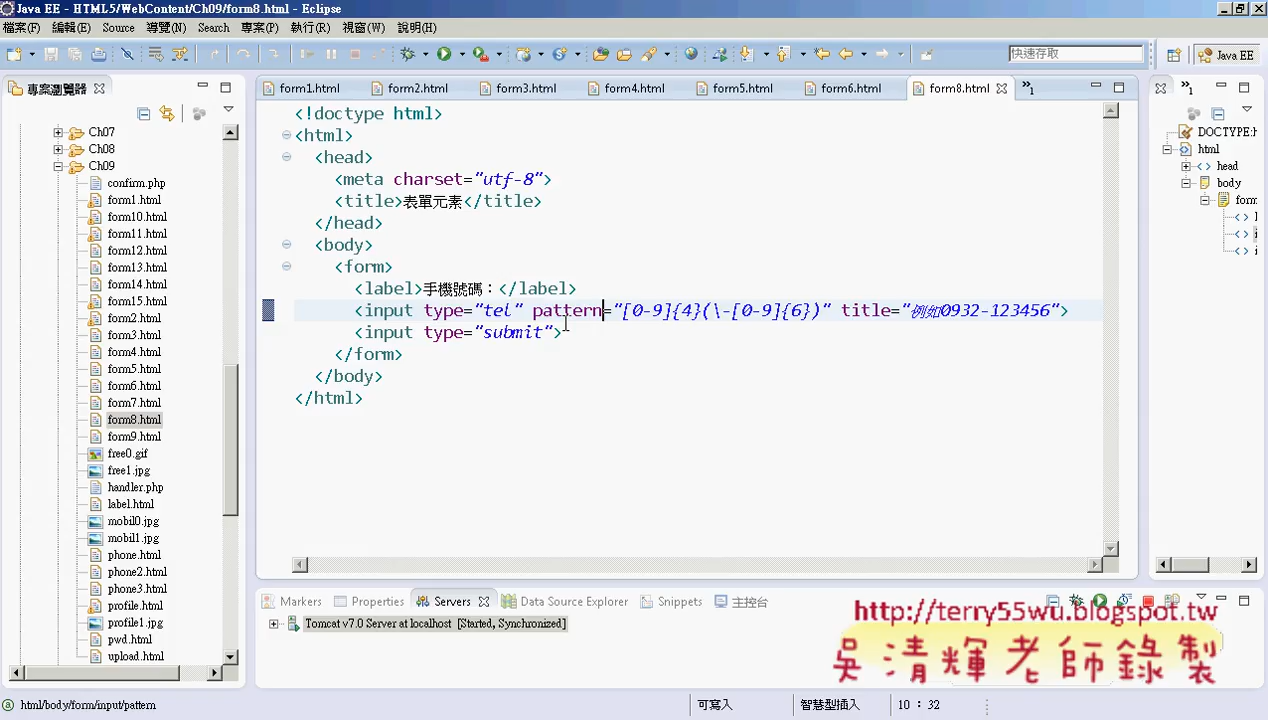 Java EE - HTML5/WebContent/Ch09/form8.html - Eclipse
檔案(F) 編輯(E) Source 導覽(N) Search 專案(P) 執行(R) 視窗(W) 說明(H)
快速存取 Java EE
專案瀏覽器
form1.html form2.html form3.html form4.html form5.html form6.html form8.html »1 »1
Ch07
Ch08
Ch09
confirm.php
form1.html
form10.html
form11.html
form12.html
form13.html
form14.html
form15.html
form2.html
form3.html
form4.html
form5.html
form6.html
form7.html
form8.html
form9.html
free0.gif
free1.jpg
handler.php
label.html
mobil0.jpg
mobil1.jpg
phone.html
phone2.html
phone3.html
profile.html
profile1.jpg
pwd.html
upload.html
<!doctype html>
<html>
<head>
<meta charset="utf-8">
<title>表單元素</title>
</head>
<body>
<form>
<label>手機號碼：</label>
<input type="tel" pattern="[0-9]{4}(\-[0-9]{6})" title="例如0932-123456">
<input type="submit">
</form>
</body>
</html>
DOCTYPE:h
html
head
body
form
Markers Properties Servers Data Source Explorer Snippets 主控台
Tomcat v7.0 Server at localhost [Started, Synchronized]
http://terry55wu.blogspot.tw
吳清輝老師錄製
html/body/form/input/pattern 可寫入 智慧型插入 10 : 32